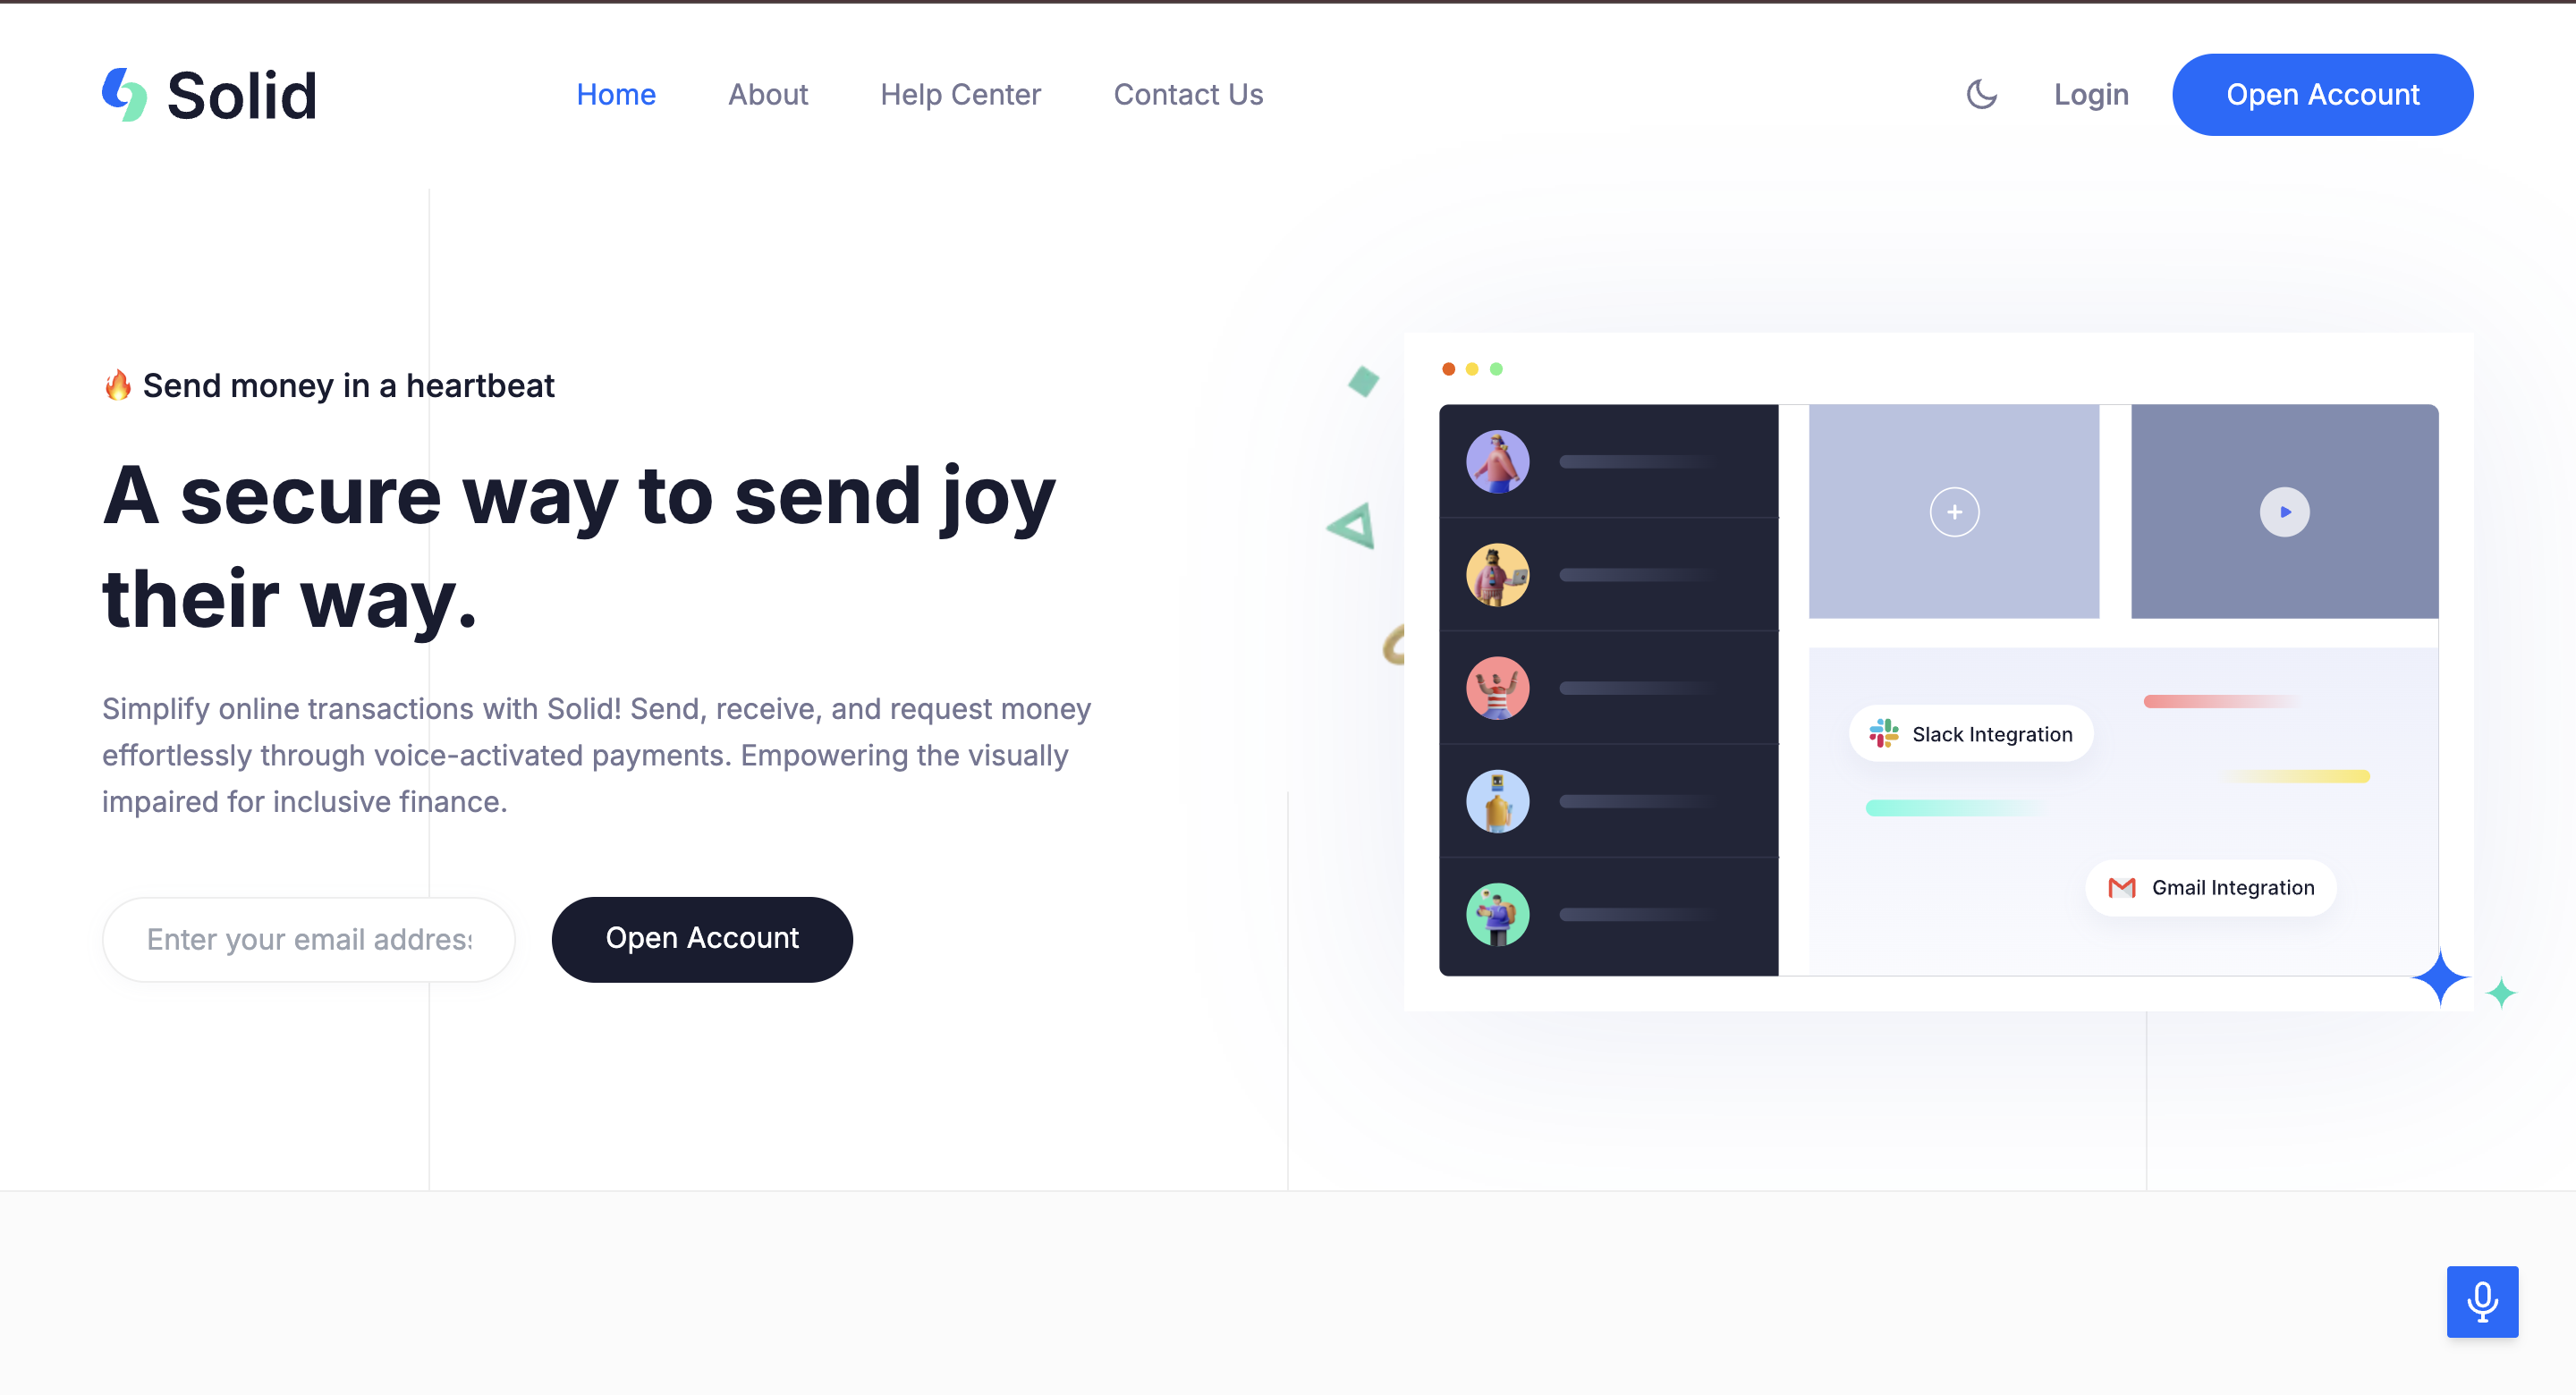 Solid
Home
About
Help Center
Contact Us
Login
Open Account
🔥 Send money in a heartbeat
A secure way to send joy
their way.
Simplify online transactions with Solid! Send, receive, and request money
effortlessly through voice-activated payments. Empowering the visually
impaired for inclusive finance.
Enter your email address
Open Account
Slack Integration
Gmail Integration